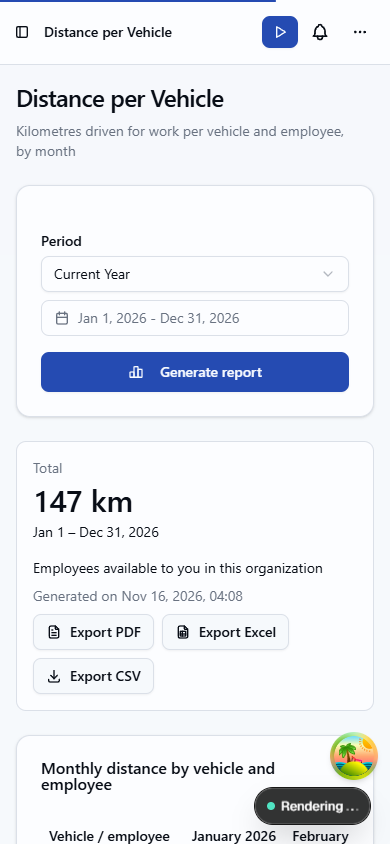 Distance per Vehicle
Distance per Vehicle
Kilometres driven for work per vehicle and employee,
by month
Period
Current Year
Jan 1, 2026 - Dec 31, 2026
Generate report
Total
147 km
Jan 1 – Dec 31, 2026
Employees available to you in this organization
Generated on Nov 16, 2026, 04:08
Export PDF
Export Excel
Export CSV
Monthly distance by vehicle and
employee
Rendering ...
Vehicle / employee January 2026 February